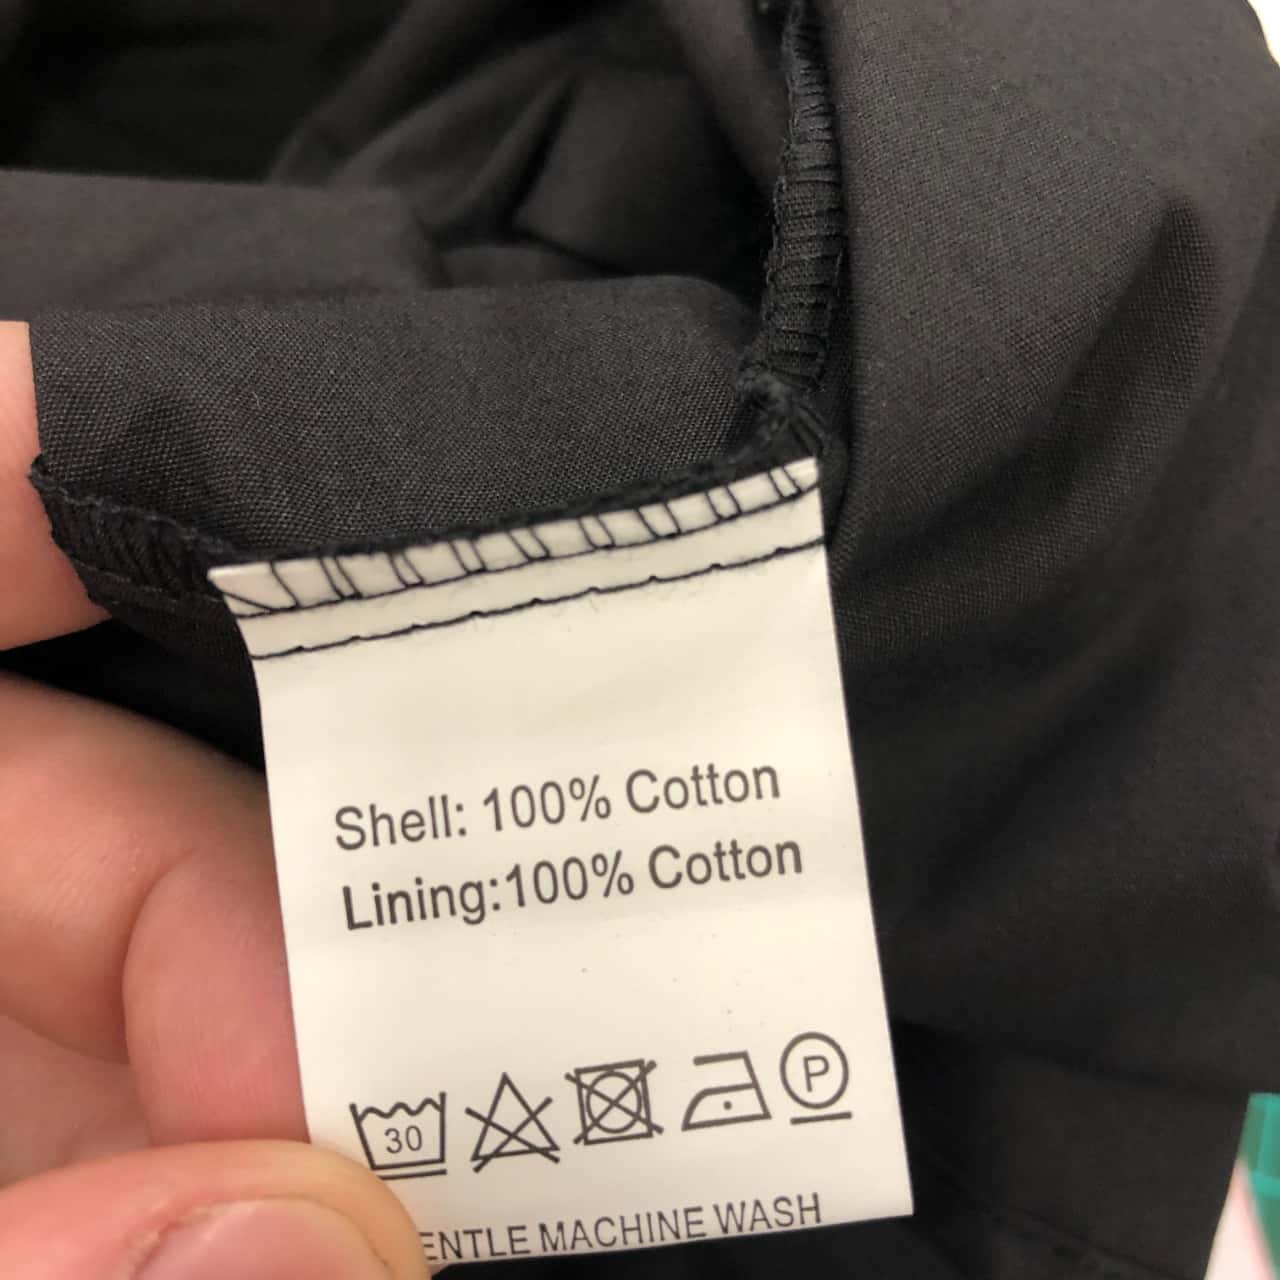 Shell: 100% Cotton
Lining:100% Cotton
30 P
ENTLE MACHINE WASH